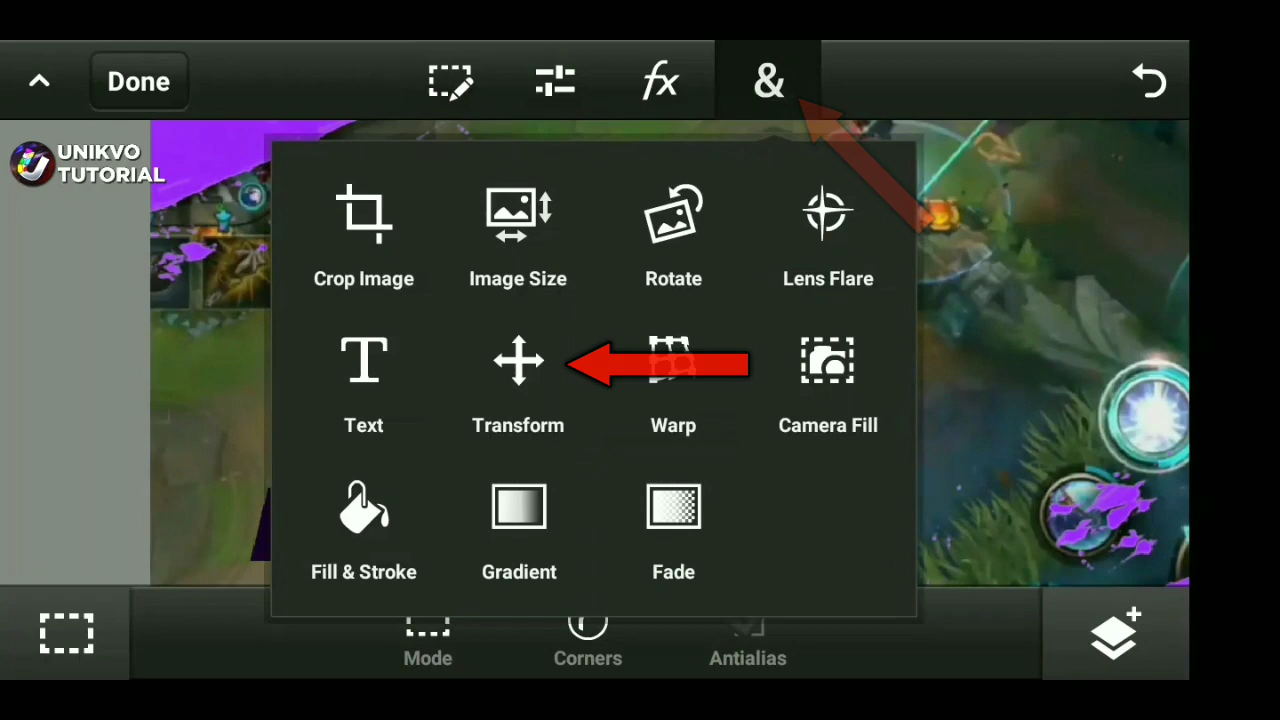 Done
fx
&
UNIKVO
TUTORIAL
Crop Image
Image Size
Rotate
Lens Flare
T
Text
Transform
Warp
Camera Fill
Fill & Stroke
Gradient
Fade
Mode
Corners
Antialias